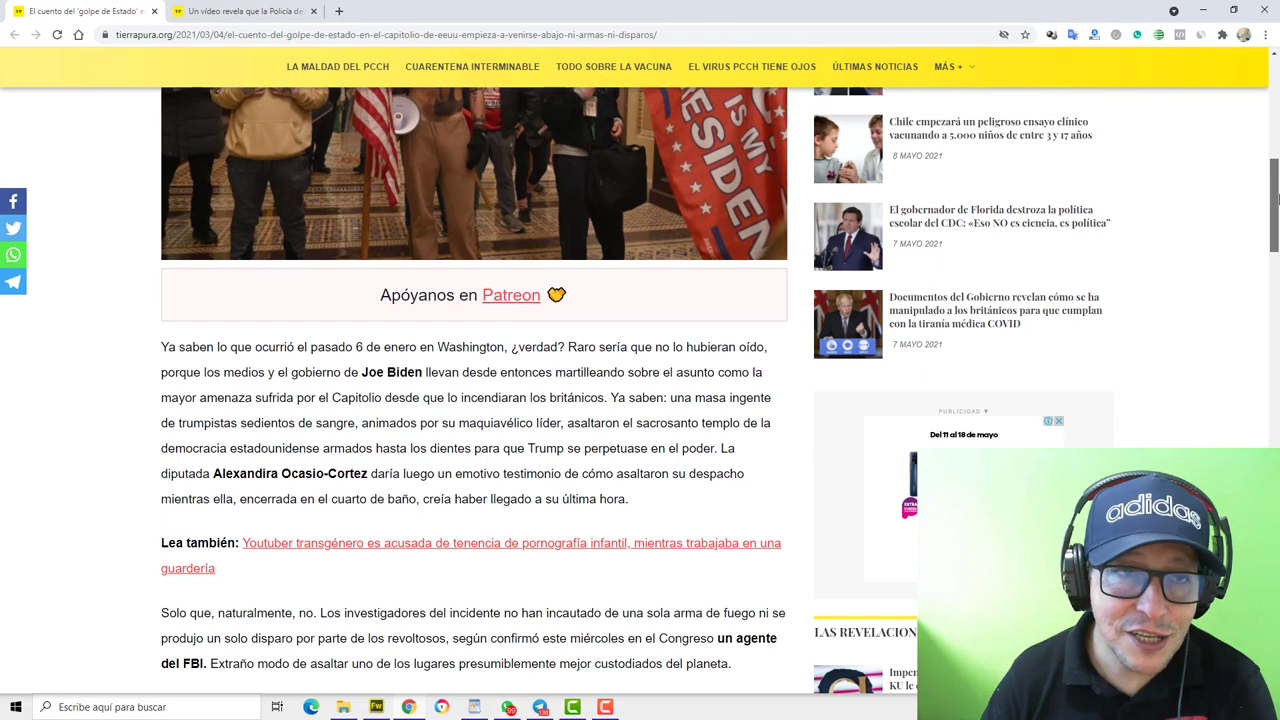 El cuento del 'golpe de Estado' e
Un vídeo revela que la Policía del
tierrapura.org/2021/03/04/el-cuento-del-golpe-de-estado-en-el-capitolio-de-eeuu-empieza-a-venirse-abajo-ni-armas-ni-disparos/
LA MALDAD DEL PCCH CUARENTENA INTERMINABLE TODO SOBRE LA VACUNA EL VIRUS PCCH TIENE OJOS ÚLTIMAS NOTICIAS MÁS +
IS MY
PRESIDEN
Chile empezará un peligroso ensayo clínico
vacunando a 5.000 niños de entre 3 y 17 años
8 MAYO 2021
El gobernador de Florida destroza la política
escolar del CDC: «Eso NO es ciencia, es política”
7 MAYO 2021
Documentos del Gobierno revelan cómo se ha
manipulado a los británicos para que cumplan
con la tiranía médica COVID
7 MAYO 2021
Apóyanos en Patreon
Ya saben lo que ocurrió el pasado 6 de enero en Washington, ¿verdad? Raro sería que no lo hubieran oído,
porque los medios y el gobierno de Joe Biden llevan desde entonces martilleando sobre el asunto como la
mayor amenaza sufrida por el Capitolio desde que lo incendiaran los británicos. Ya saben: una masa ingente
de trumpistas sedientos de sangre, animados por su maquiavélico líder, asaltaron el sacrosanto templo de la
democracia estadounidense armados hasta los dientes para que Trump se perpetuase en el poder. La
diputada Alexandira Ocasio-Cortez daría luego un emotivo testimonio de cómo asaltaron su despacho
mientras ella, encerrada en el cuarto de baño, creía haber llegado a su última hora.
Lea también: Youtuber transgénero es acusada de tenencia de pornografía infantil, mientras trabajaba en una
guardería
Solo que, naturalmente, no. Los investigadores del incidente no han incautado de una sola arma de fuego ni se
produjo un solo disparo por parte de los revoltosos, según confirmó este miércoles en el Congreso un agente
del FBI. Extraño modo de asaltar uno de los lugares presumiblemente mejor custodiados del planeta.
PUBLICIDAD ▼
Del 11 al 18 de mayo
LAS REVELACION
Impen
KU le c
adidas
Escribe aquí para buscar
Fw
99
130